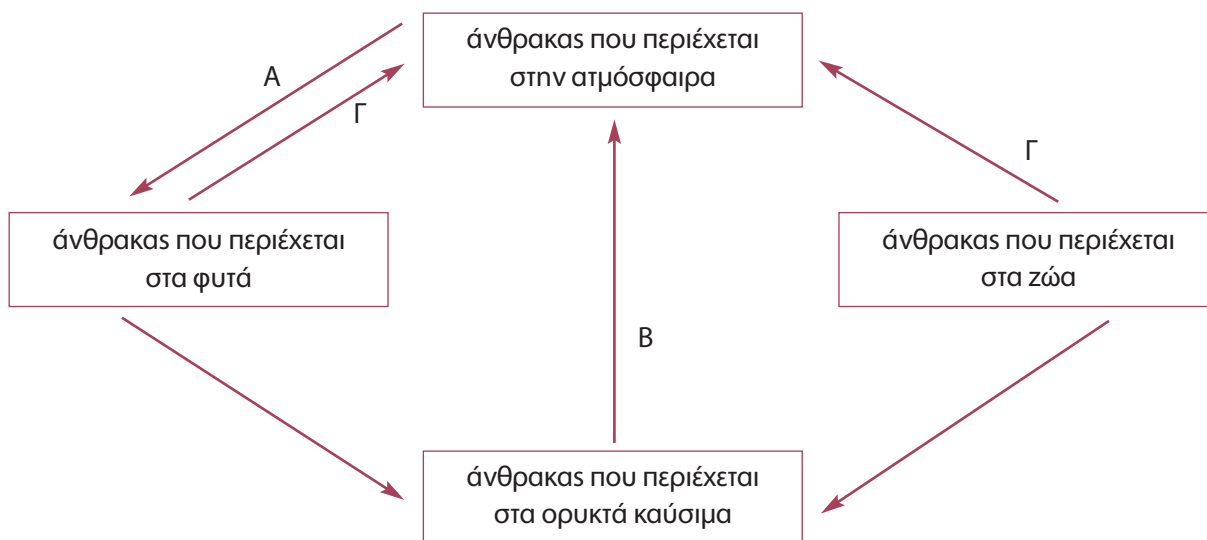 άνθρακας που περιέχεται
στην ατμόσφαιρα
Α
Γ
Γ
άνθρακας που περιέχεται
στα φυτά
άνθρακας που περιέχεται
στα ζώα
Β
άνθρακας που περιέχεται
στα ορυκτά καύσιμα